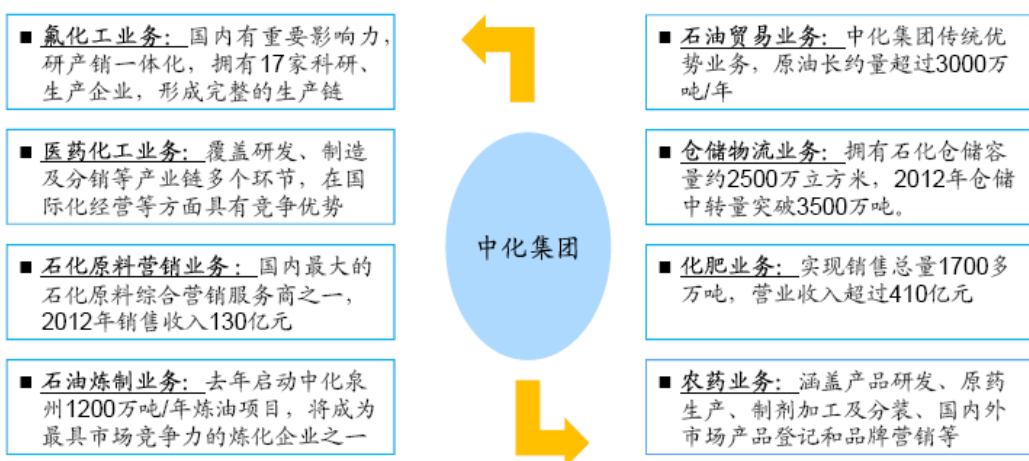 ■ 氟化工业务：国内有重要影响力，
研产销一体化，拥有17家科研、
生产企业，形成完整的生产链
■ 医药化工业务：覆盖研发、制造
及分销等产业链多个环节，在国
际化经营等方面具有竞争优势
■ 石化原料营销业务：国内最大的
石化原料综合营销服务商之一，
2012年销售收入130亿元
■ 石油炼制业务：去年启动中化泉
州1200万吨/年炼油项目，将成为
最具市场竞争力的炼化企业之一
中化集团
■ 石油贸易业务：中化集团传统优
势业务，原油长约量超过3000万
吨/年
■ 仓储物流业务：拥有石化仓储容
量约2500万立方米，2012年仓储
中转量突破3500万吨。
■ 化肥业务：实现销售总量1700多
万吨，营业收入超过410亿元
■ 农药业务：涵盖产品研发、原药
生产、制剂加工及分装、国内外
市场产品登记和品牌营销等